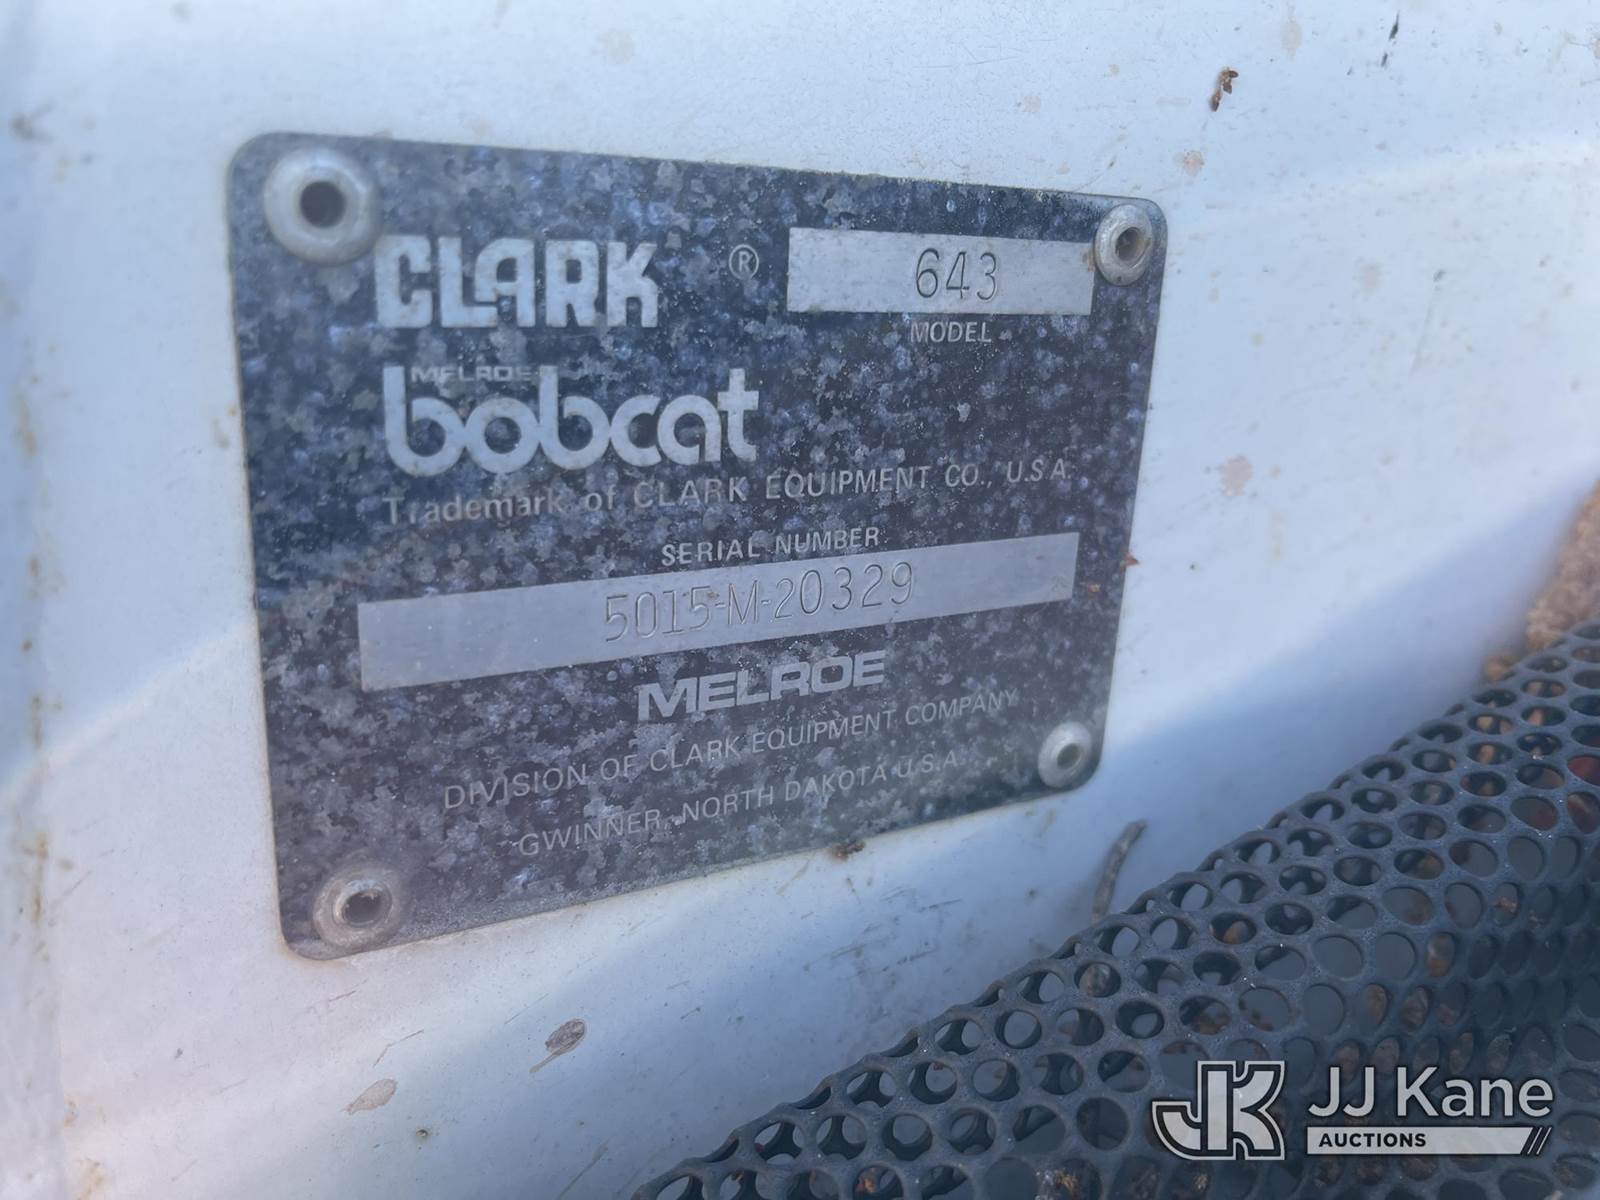 CLARK ® 643
MODEL
MELROE
bobcat
Trademark of CLARK EQUIPMENT CO., U.S.A.
SERIAL NUMBER
5015-M-20329
MELROE
DIVISION OF CLARK EQUIPMENT COMPANY
GWINNER, NORTH DAKOTA U.S.A.
JK JJ Kane
AUCTIONS